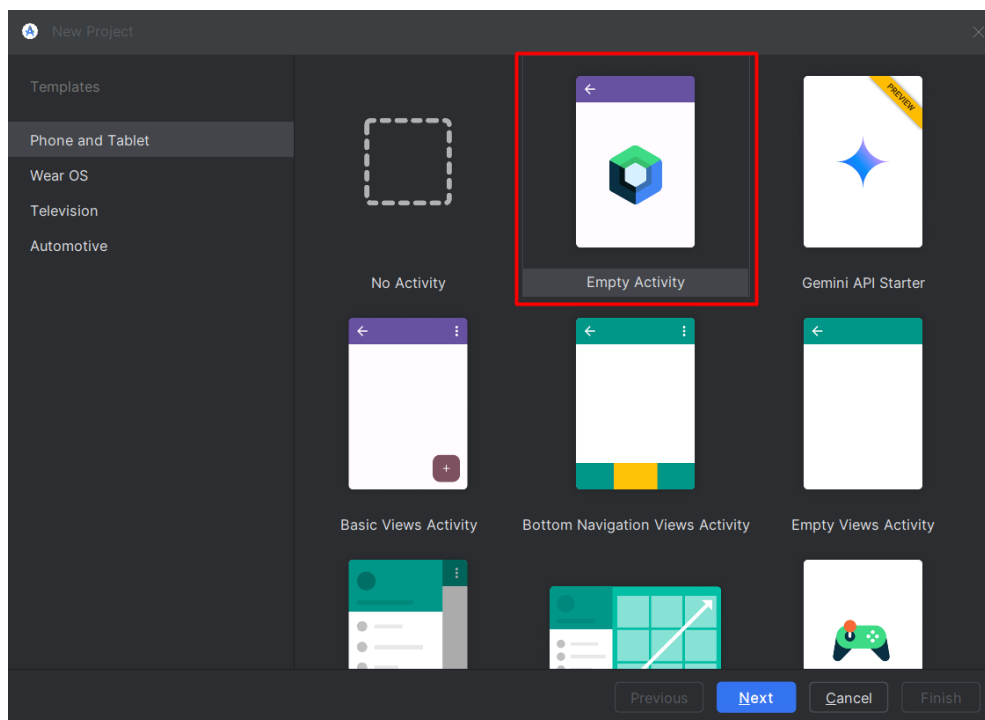 New Project
Templates
Phone and Tablet
Wear OS
Television
Automotive
No Activity
Empty Activity
PREVIEW
Gemini API Starter
Basic Views Activity
Bottom Navigation Views Activity
Empty Views Activity
Previous
Next
Cancel
Finish